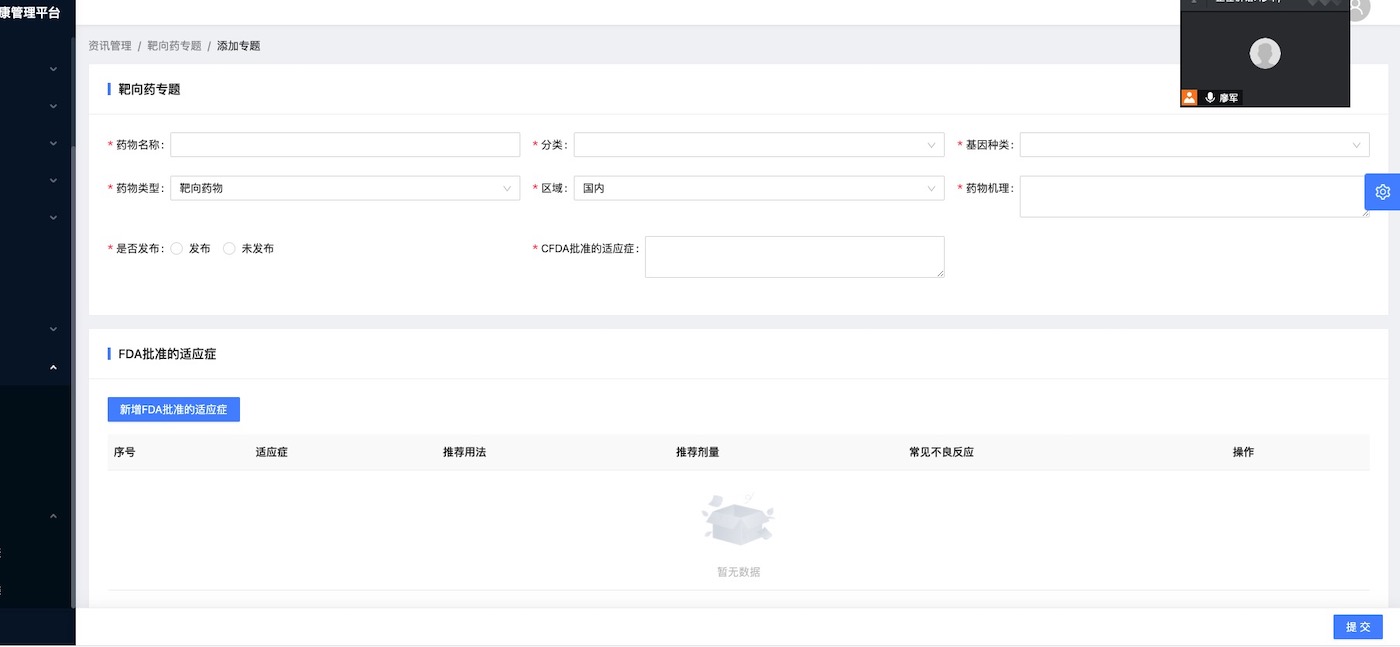 康管理平台
资讯管理 / 靶向药专题 / 添加专题
廖军
靶向药专题
* 药物名称:
* 分类:
* 基因种类:
* 药物类型: 靶向药物
* 区域: 国内
* 药物机理:
* 是否发布: 发布 未发布
* CFDA批准的适应症:
FDA批准的适应症
新增FDA批准的适应症
序号 适应症 推荐用法 推荐剂量 常见不良反应 操作
暂无数据
提交